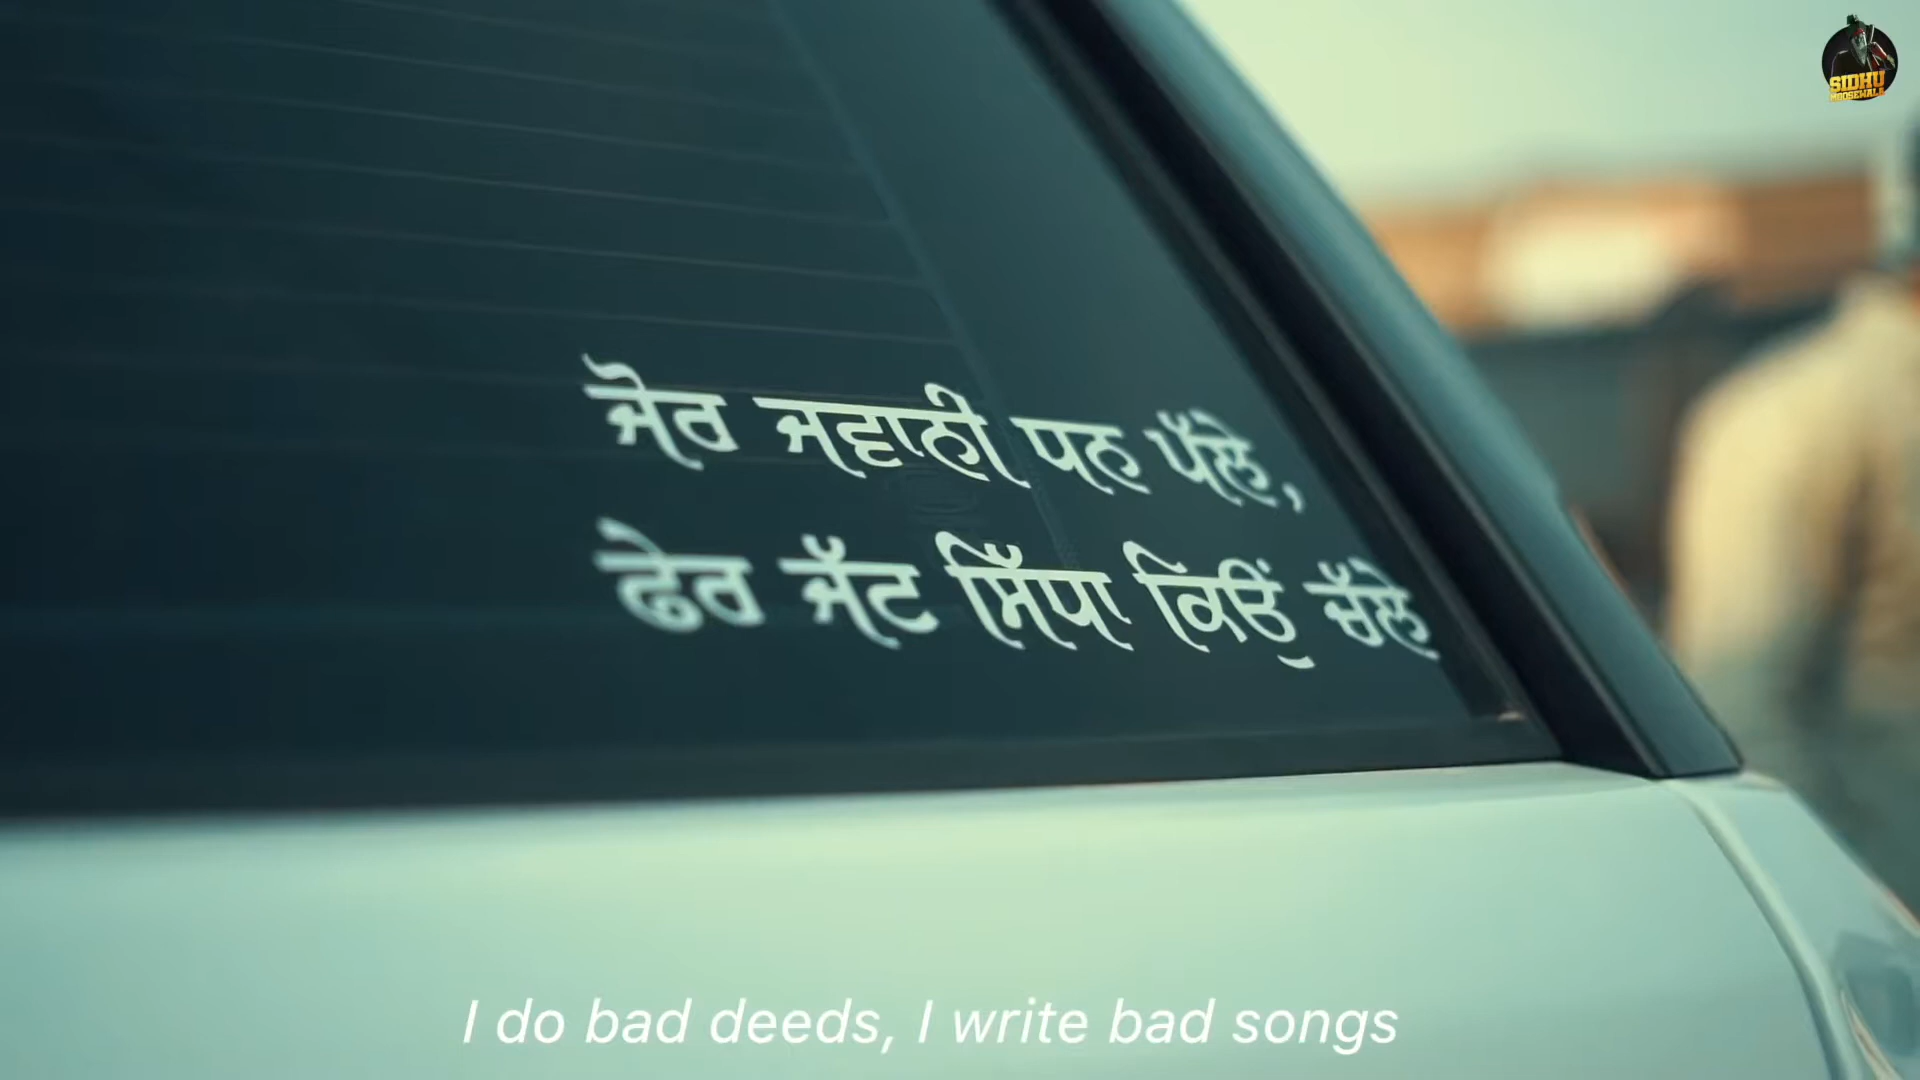 SIDHU
MOOSEWALA
ਜੋਰ ਜਵਾਨੀ ਧਨ ਪੱਲੇ,
ਫੇਰ ਜੱਟ ਸਿੱਧਾ ਕਿਉਂ ਚੱਲੇ
I do bad deeds, I write bad songs